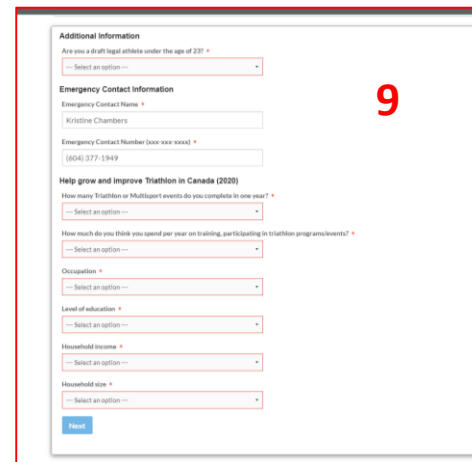 Additional Information
Are you a draft legal athlete under the age of 23? *
--- Select an option ---
9
Emergency Contact Information
Emergency Contact Name *
Kristine Chambers
Emergency Contact Number (xxx-xxx-xxxx) *
(604) 377-1949
Help grow and improve Triathlon in Canada (2020)
How many Triathlon or Multisport events do you complete in one year? *
--- Select an option ---
How much do you think you spend per year on training, participating in triathlon programs/events? *
--- Select an option ---
Occupation *
--- Select an option ---
Level of education *
--- Select an option ---
Household income *
--- Select an option ---
Household size *
--- Select an option ---
Next